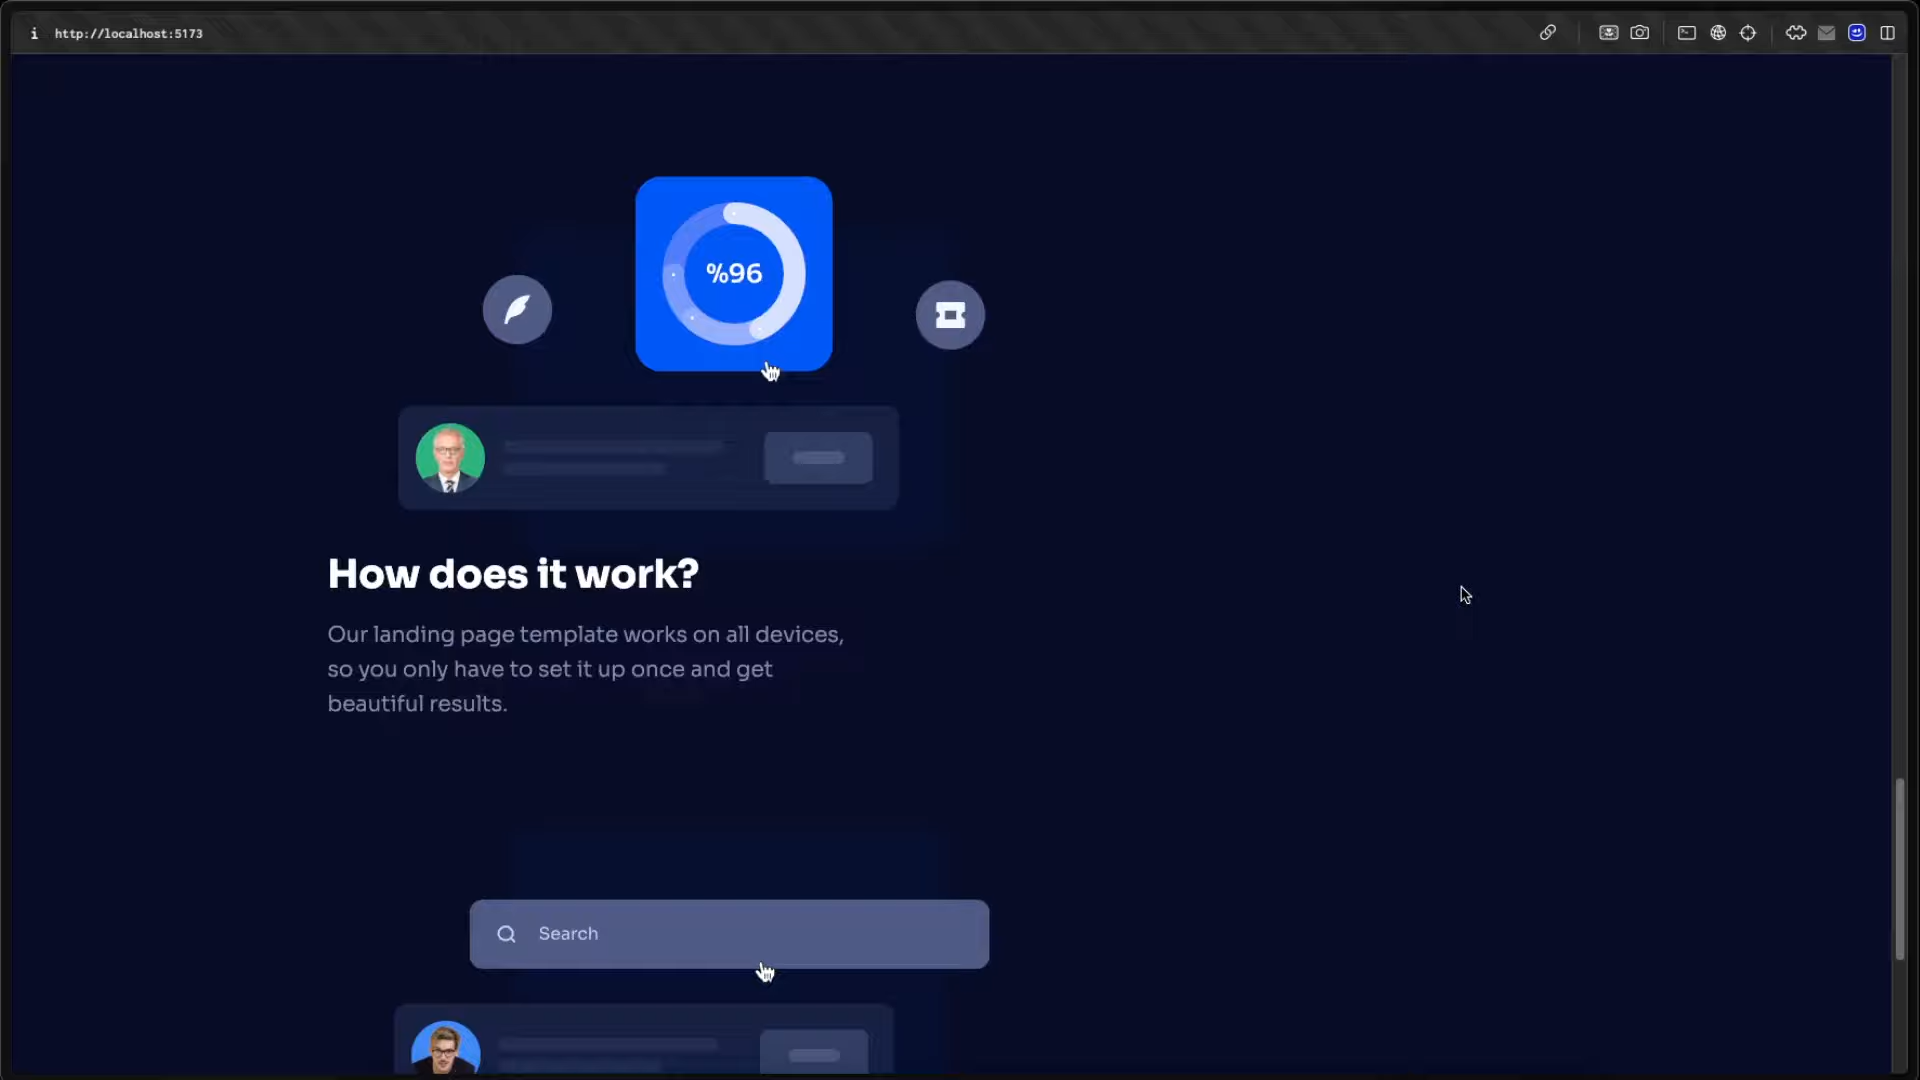 http://localhost:5173
%96
How does it work?
Our landing page template works on all devices,
so you only have to set it up once and get
beautiful results.
Search